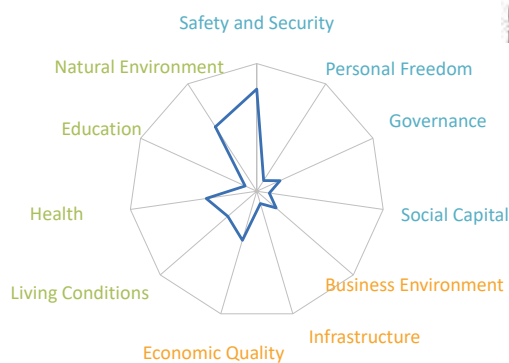 Safety and Security
Natural Environment
Personal Freedom
Education
Governance
Health
Social Capital
Living Conditions
Business Environment
Infrastructure
Economic Quality